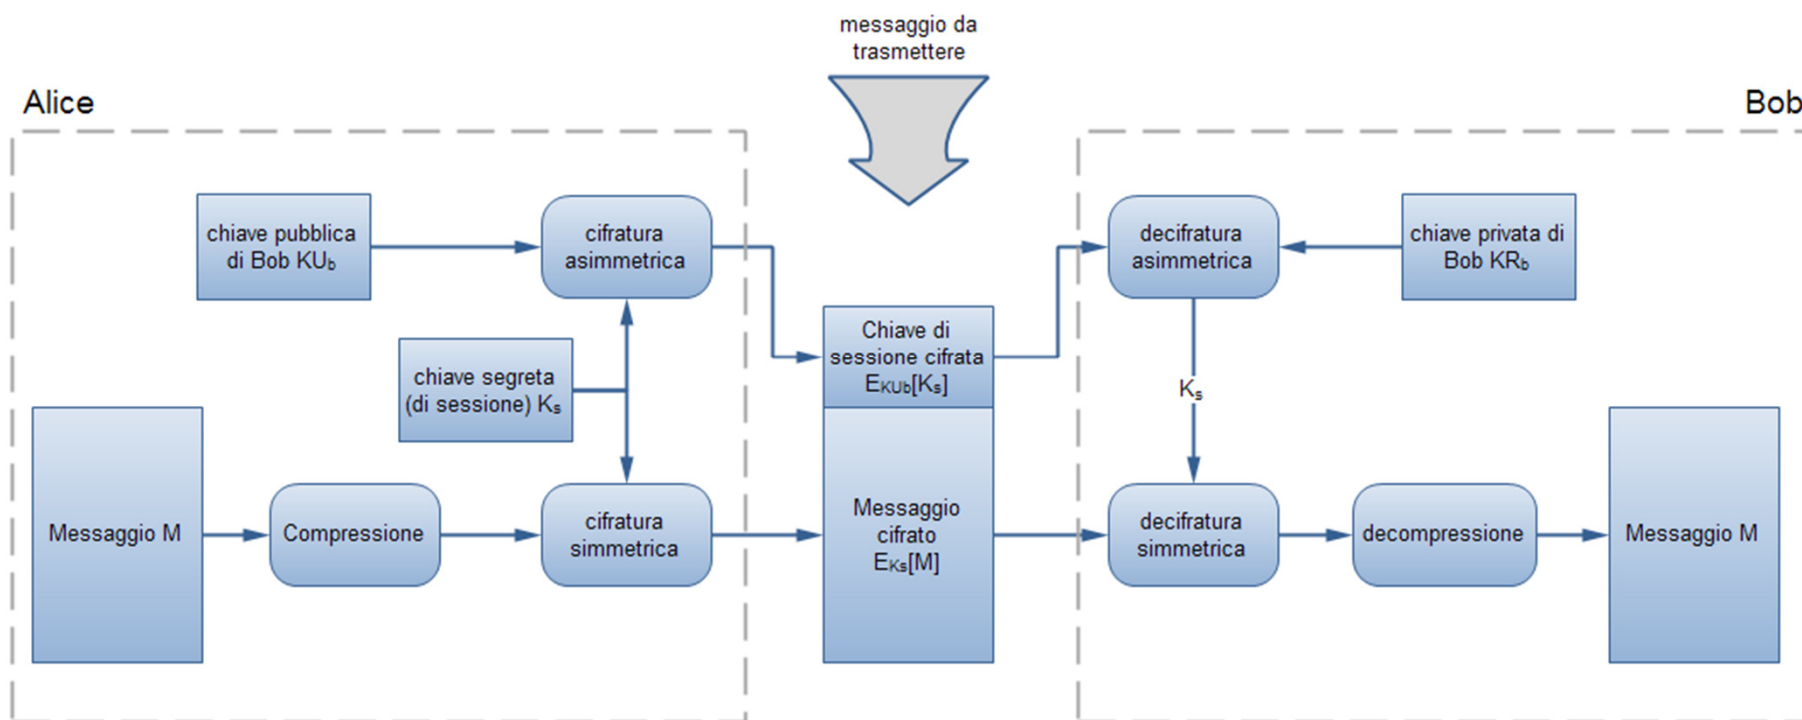 messaggio da
trasmettere
Alice
Bob
chiave pubblica
di Bob KUb
cifratura
asimmetrica
decifratura
asimmetrica
chiave privata di
Bob KRb
chiave segreta
(di sessione) Ks
Chiave di
sessione cifrata
EKUb[Ks]
Ks
Messaggio M
Compressione
cifratura
simmetrica
Messaggio
cifrato
EKs[M]
decifratura
simmetrica
decompressione
Messaggio M